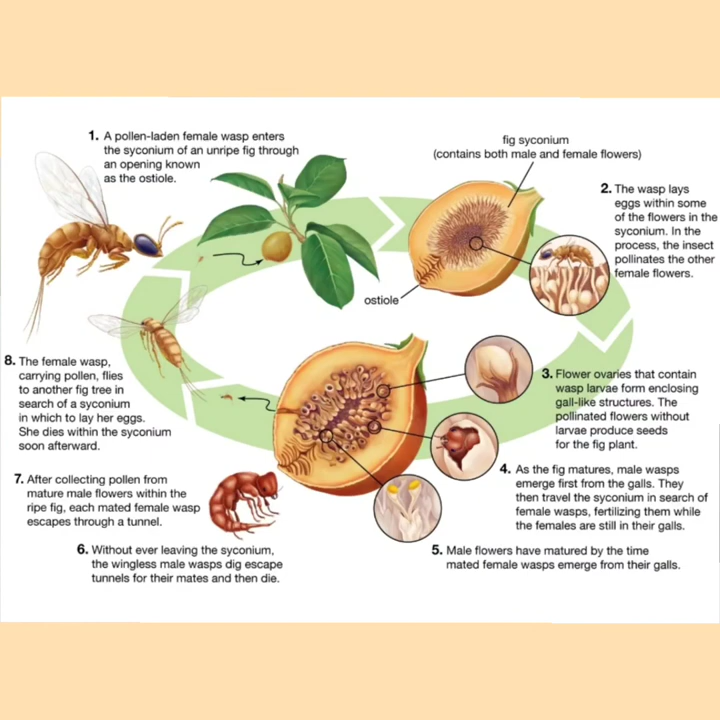 1. A pollen-laden female wasp enters
the syconium of an unripe fig through
an opening known
as the ostiole.
fig syconium
(contains both male and female flowers)
2. The wasp lays
eggs within some
of the flowers in the
syconium. In the
process, the insect
pollinates the other
female flowers.
ostiole
3. Flower ovaries that contain
wasp larvae form enclosing
gall-like structures. The
pollinated flowers without
larvae produce seeds
for the fig plant.
4. As the fig matures, male wasps
emerge first from the galls. They
then travel the syconium in search of
female wasps, fertilizing them while
the females are still in their galls.
5. Male flowers have matured by the time
mated female wasps emerge from their galls.
6. Without ever leaving the syconium,
the wingless male wasps dig escape
tunnels for their mates and then die.
7. After collecting pollen from
mature male flowers within the
ripe fig, each mated female wasp
escapes through a tunnel.
8. The female wasp,
carrying pollen, flies
to another fig tree in
search of a syconium
in which to lay her eggs.
She dies within the syconium
soon afterward.